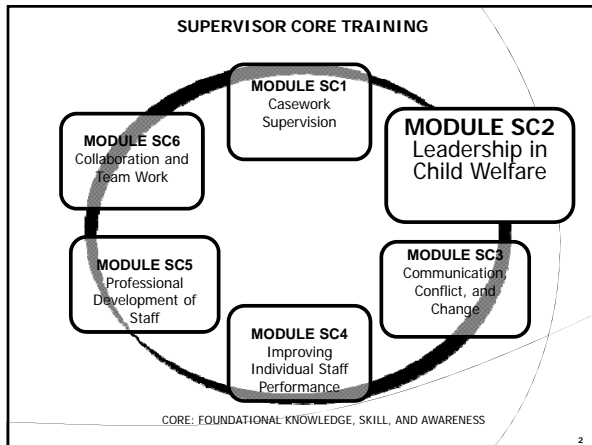 SUPERVISOR CORE TRAINING
MODULE SC1
Casework
Supervision
MODULE SC2
Leadership in
Child Welfare
MODULE SC3
Communication,
Conflict, and
Change
MODULE SC4
Improving
Individual Staff
Performance
MODULE SC5
Professional
Development of
Staff
MODULE SC6
Collaboration and
Team Work
CORE: FOUNDATIONAL KNOWLEDGE, SKILL, AND AWARENESS
2